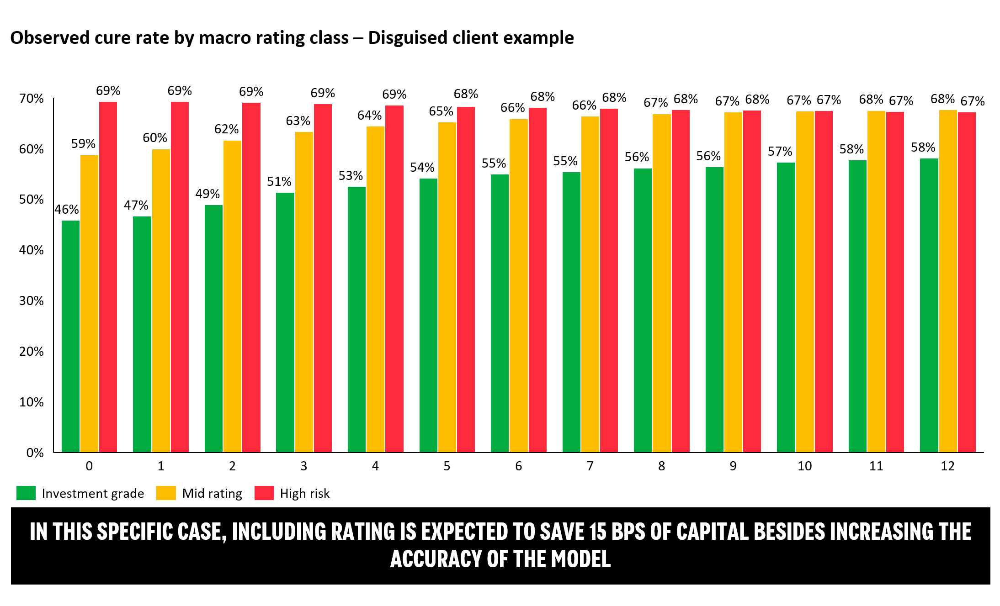 Observed cure rate by macro rating class – Disguised client example
69% 69% 69% 69% 69% 68% 68% 68% 68% 68% 67% 67% 67%
59% 60% 62% 63% 64% 65% 66% 66% 67% 67% 67% 68% 68%
46% 47% 49% 51% 53% 54% 55% 55% 56% 56% 57% 58% 58%
70%
60%
50%
40%
30%
20%
10%
0%
0 1 2 3 4 5 6 7 8 9 10 11 12
Investment grade Mid rating High risk
IN THIS SPECIFIC CASE, INCLUDING RATING IS EXPECTED TO SAVE 15 BPS OF CAPITAL BESIDES INCREASING THE
ACCURACY OF THE MODEL